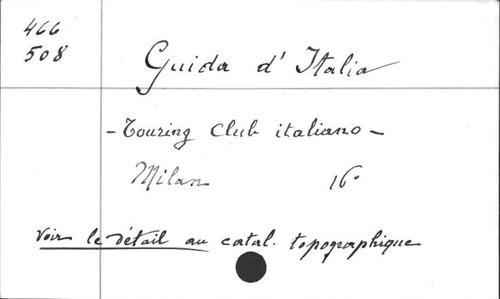 466
508
Guida d'Italia
- Touring Club italiano -
Milan 16°
Voir le détail au catal. topographique